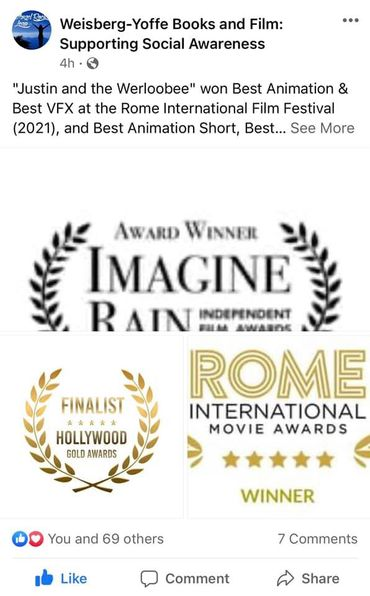 Weisberg-Yoffe Books and Film:
Supporting Social Awareness
4h ·
"Justin and the Werloobee" won Best Animation &
Best VFX at the Rome International Film Festival
(2021), and Best Animation Short, Best... See More
AWARD WINNER
IMAGINE
RAIN INDEPENDENT
FILM AWARDS
FINALIST
HOLLYWOOD
GOLD AWARDS
ROME
INTERNATIONAL
MOVIE AWARDS
WINNER
You and 69 others 7 Comments
Like Comment Share